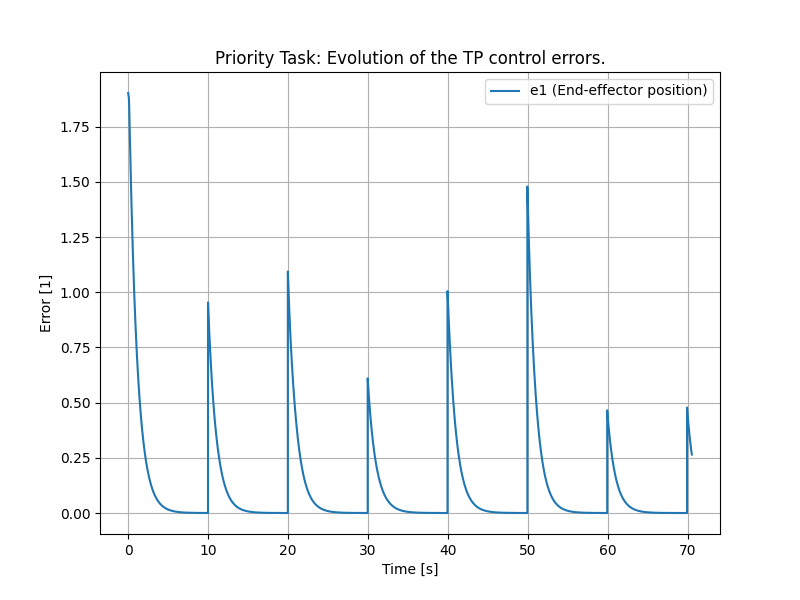 Priority Task: Evolution of the TP control errors.
e1 (End-effector position)
1.75
1.50
1.25
1.00
0.75
0.50
0.25
0.00
Error [1]
0 10 20 30 40 50 60 70
Time [s]